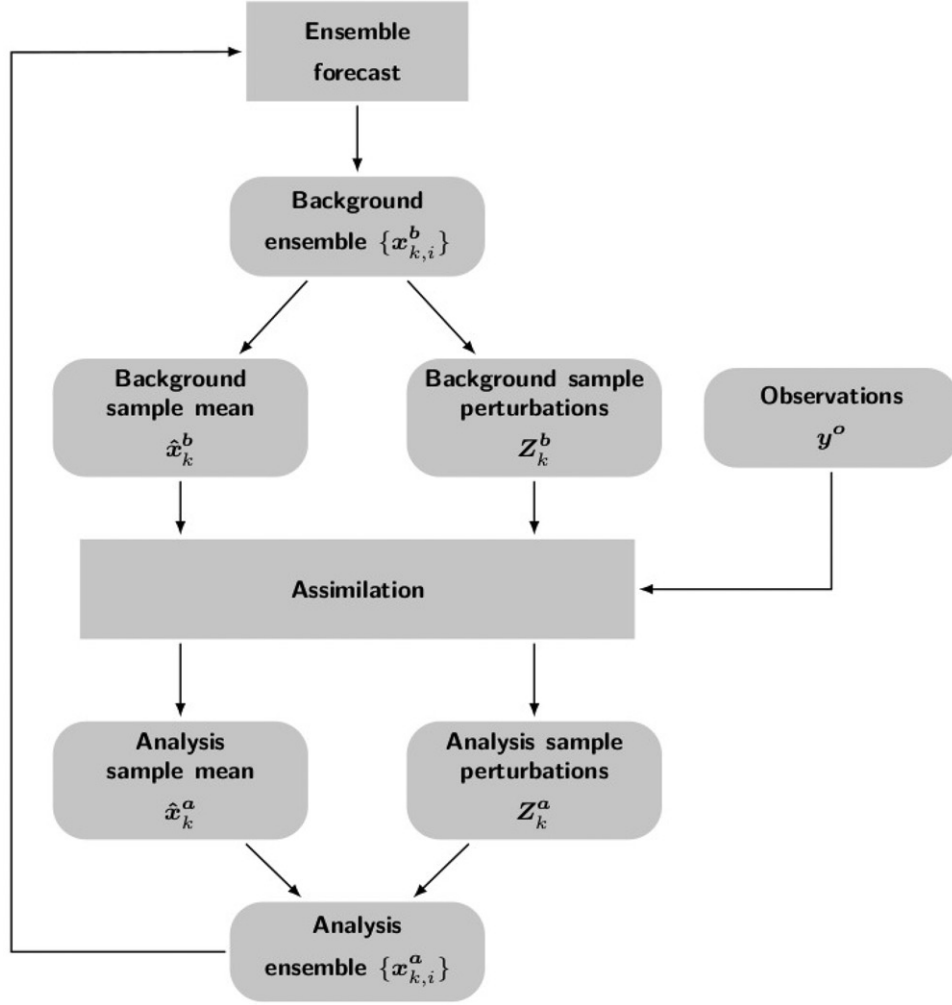 Ensemble
forecast
Background
ensemble {x^b_{k,i}}
Background
sample mean
x̂^b_k
Background sample
perturbations
Z^b_k
Observations
y^o
Assimilation
Analysis
sample mean
x̂^a_k
Analysis sample
perturbations
Z^a_k
Analysis
ensemble {x^a_{k,i}}